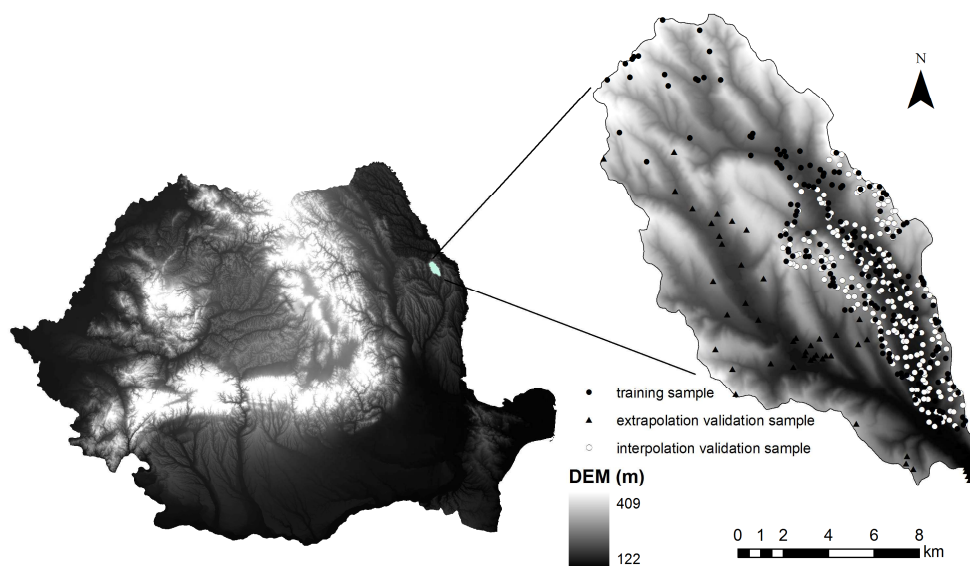 N
training sample
extrapolation validation sample
interpolation validation sample
DEM (m)
409
122
0 1 2 4 6 8
km